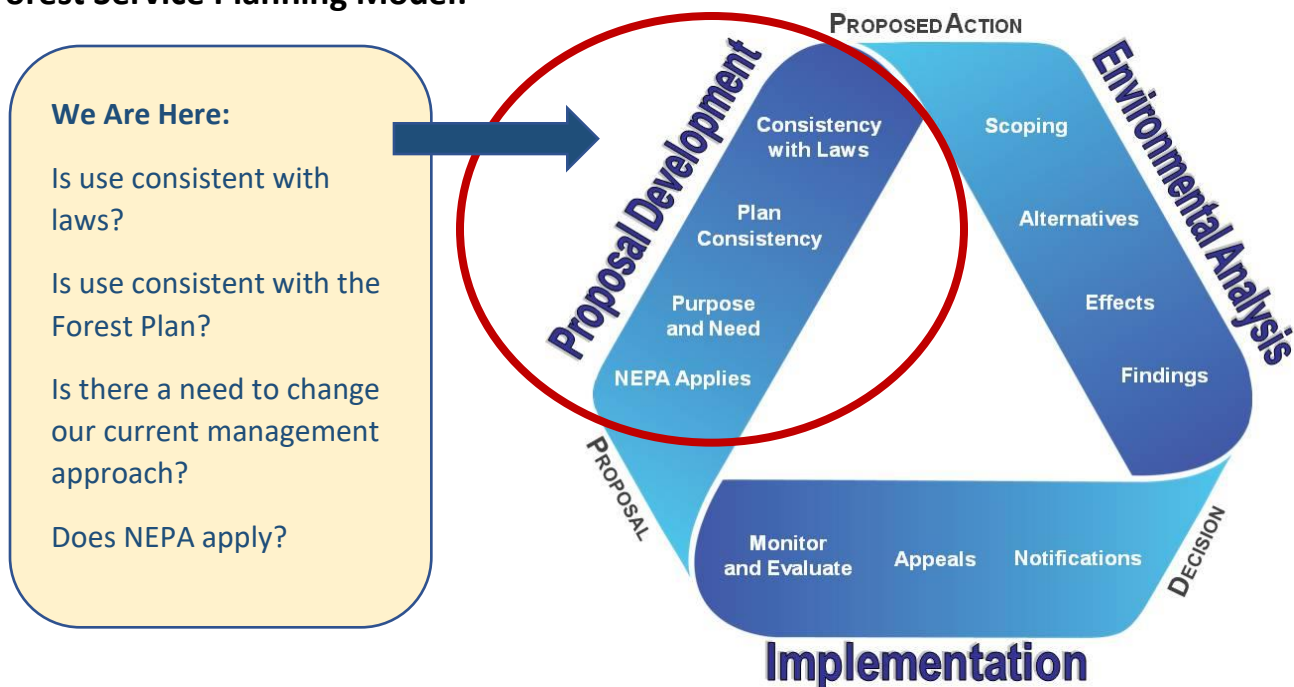 orest Service Planning Model:
We Are Here:
Is use consistent with
laws?
Is use consistent with the
Forest Plan?
Is there a need to change
our current management
approach?
Does NEPA apply?
PROPOSED ACTION
Proposal Development
Consistency
with Laws
Plan
Consistency
Purpose
and Need
NEPA Applies
PROPOSAL
Environmental Analysis
Scoping
Alternatives
Effects
Findings
DECISION
Monitor
and Evaluate
Appeals
Notifications
Implementation